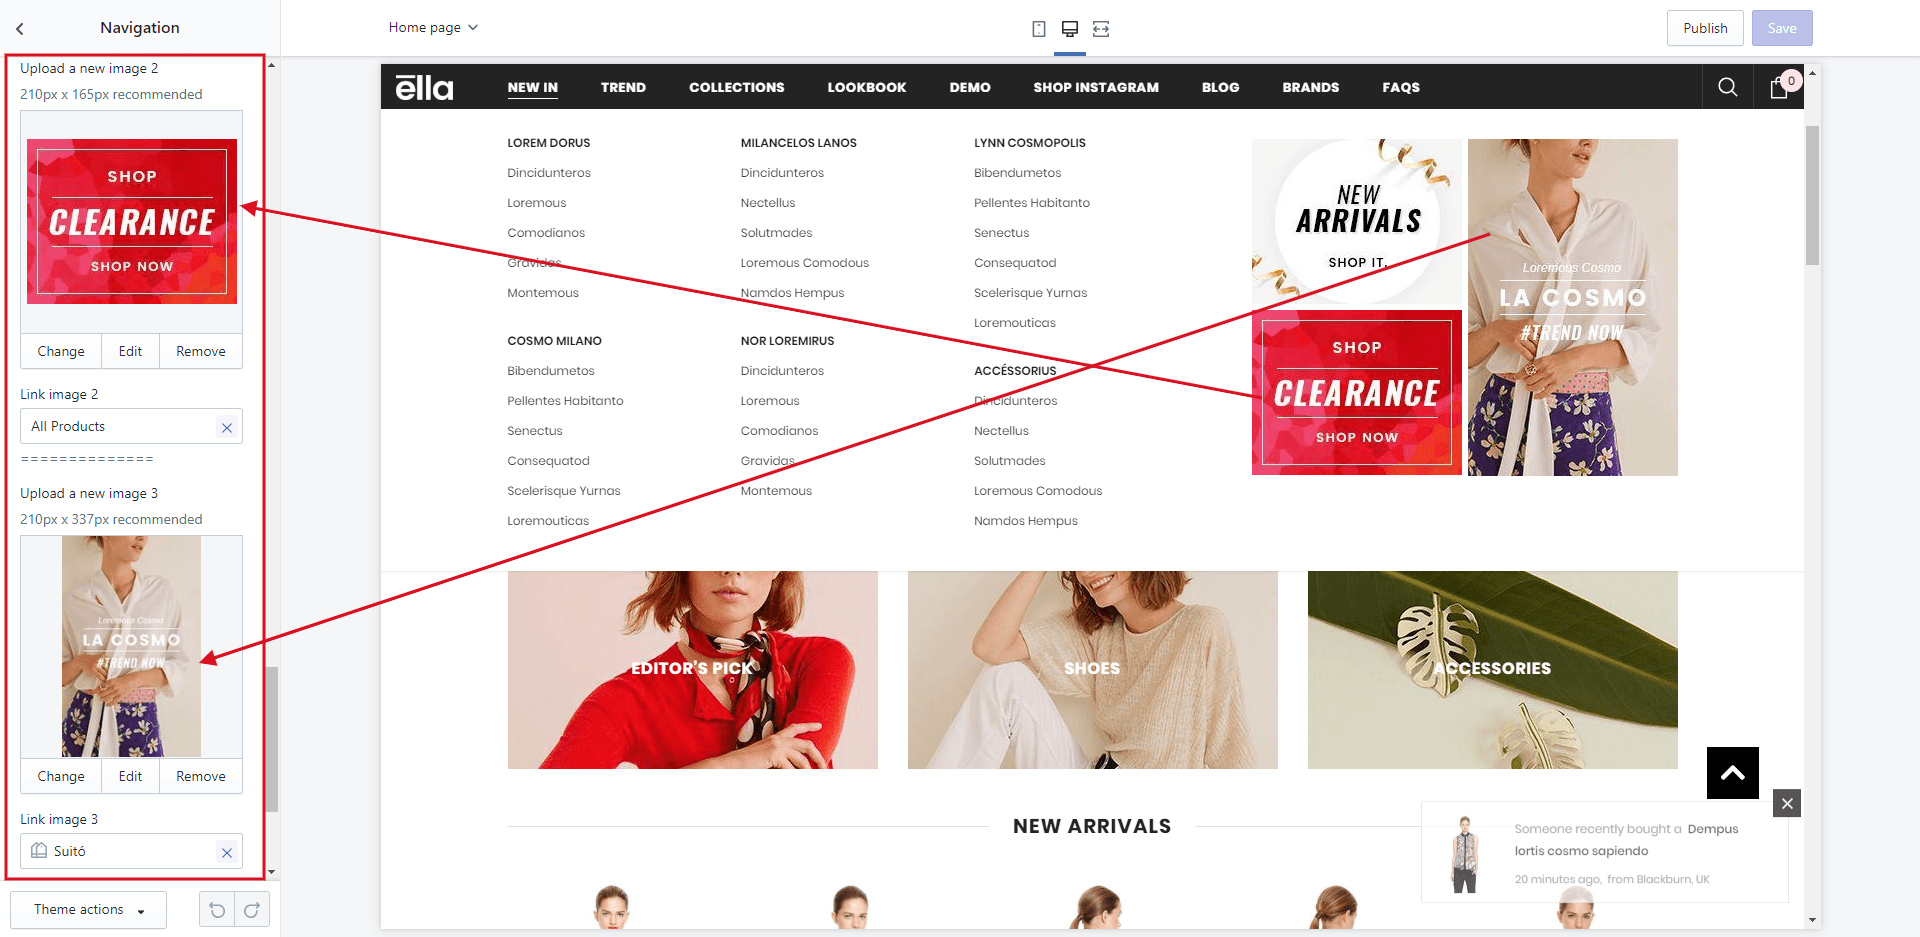 Navigation
Home page
Publish
Save
Upload a new image 2
210px x 165px recommended
SHOP
CLEARANCE
SHOP NOW
Change
Edit
Remove
Link image 2
All Products
==============
Upload a new image 3
210px x 337px recommended
Loremous Cosmo
LA COSMO
#TREND NOW
Change
Edit
Remove
Link image 3
Suitó
Theme actions
ēlla
NEW IN
TREND
COLLECTIONS
LOOKBOOK
DEMO
SHOP INSTAGRAM
BLOG
BRANDS
FAQS
0
LOREM DORUS
Dincidunteros
Loremous
Comodianos
Gravidas
Montemous
COSMO MILANO
Bibendumetos
Pellentes Habitanto
Senectus
Consequatod
Scelerisque Yurnas
Loremouticas
MILANCELOS LANOS
Dincidunteros
Nectellus
Solutmades
Loremous Comodous
Namdos Hempus
NOR LOREMIRUS
Dincidunteros
Loremous
Comodianos
Gravidas
Montemous
LYNN COSMOPOLIS
Bibendumetos
Pellentes Habitanto
Senectus
Consequatod
Scelerisque Yurnas
Loremouticas
ACCÉSSORIUS
Dincidunteros
Nectellus
Solutmades
Loremous Comodous
Namdos Hempus
NEW
ARRIVALS
SHOP IT.
SHOP
CLEARANCE
SHOP NOW
Loremous Cosmo
LA COSMO
#TREND NOW
EDITOR'S PICK
SHOES
ACCESSORIES
NEW ARRIVALS
Someone recently bought a Dempus
lortis cosmo sapiendo
20 minutes ago, from Blackburn, UK